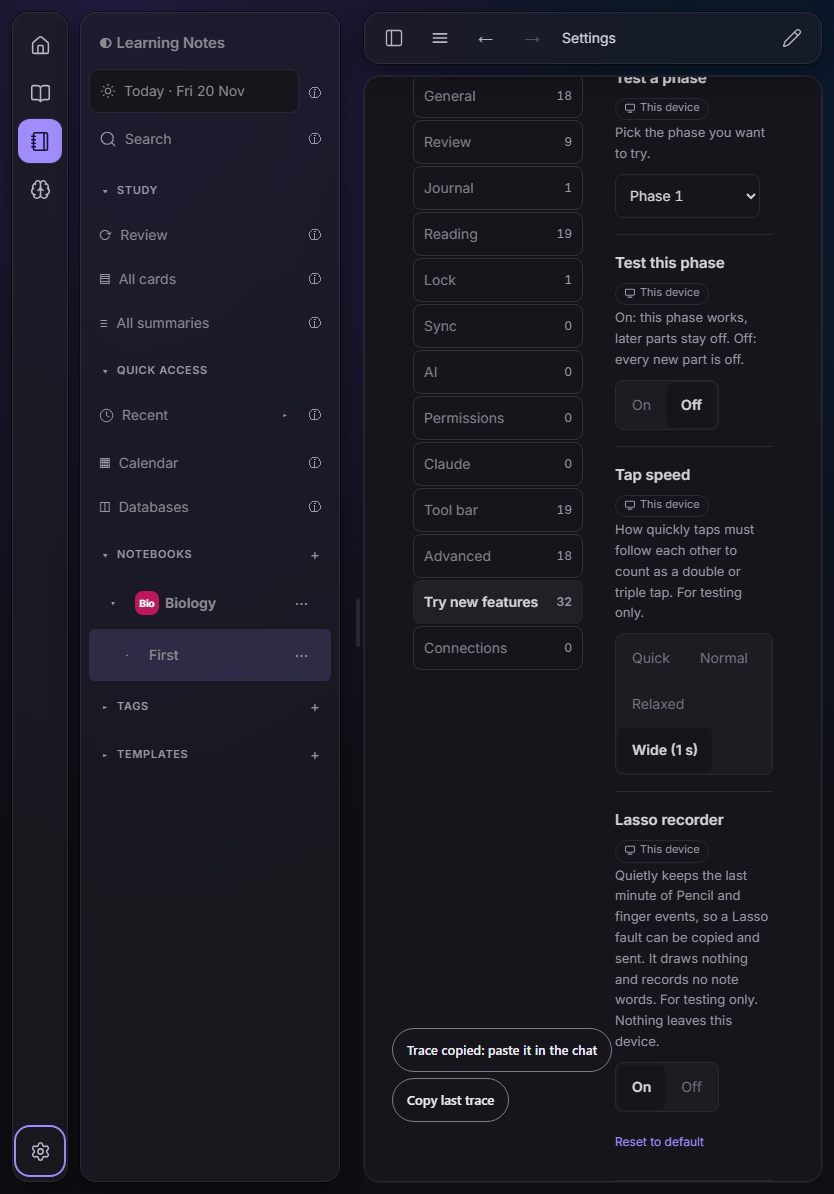 Learning Notes
Today · Fri 20 Nov
Search
STUDY
Review
All cards
All summaries
QUICK ACCESS
Recent
Calendar
Databases
NOTEBOOKS
Bio Biology
First
TAGS
TEMPLATES
Settings
General 18
Review 9
Journal 1
Reading 19
Lock 1
Sync 0
AI 0
Permissions 0
Claude 0
Tool bar 19
Advanced 18
Try new features 32
Connections 0
Trace copied: paste it in the chat
Copy last trace
Test a phase
This device
Pick the phase you want
to try.
Phase 1
Test this phase
This device
On: this phase works,
later parts stay off. Off:
every new part is off.
On Off
Tap speed
This device
How quickly taps must
follow each other to
count as a double or
triple tap. For testing
only.
Quick Normal
Relaxed
Wide (1 s)
Lasso recorder
This device
Quietly keeps the last
minute of Pencil and
finger events, so a Lasso
fault can be copied and
sent. It draws nothing
and records no note
words. For testing only.
Nothing leaves this
device.
On Off
Reset to default